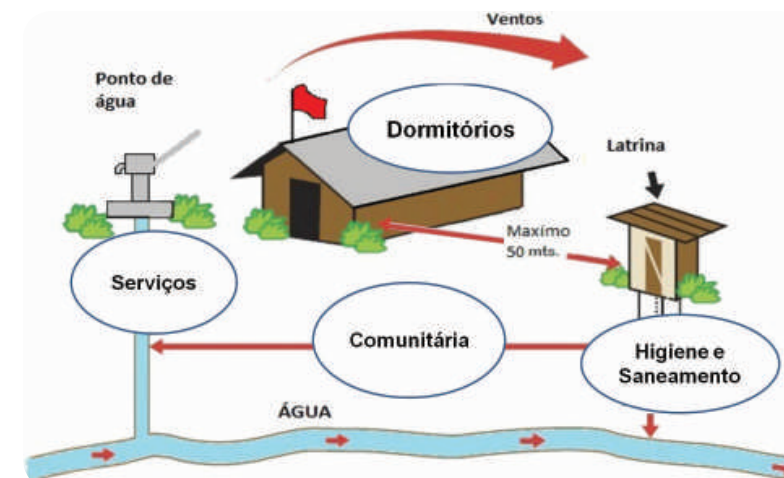 Ventos
Ponto de
água
Dormitórios
Latrina
Maxímo
50 mts.
Serviços
Comunitária
Higiene e
Saneamento
ÁGUA